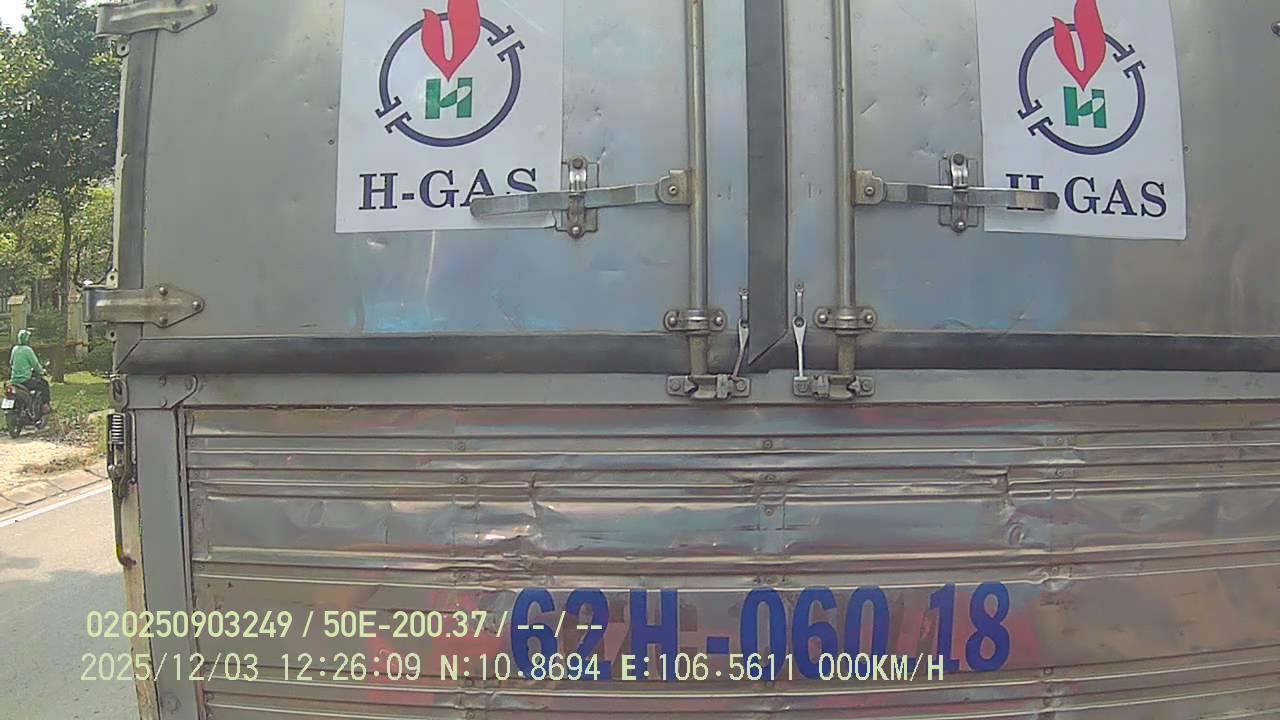 H
H
H-GAS
H-GAS
62H-060.18
020250903249 / 50E-200.37 / -- / --
2025/12/03 12:26:09 N:10.8694 E:106.5611 000KM/H